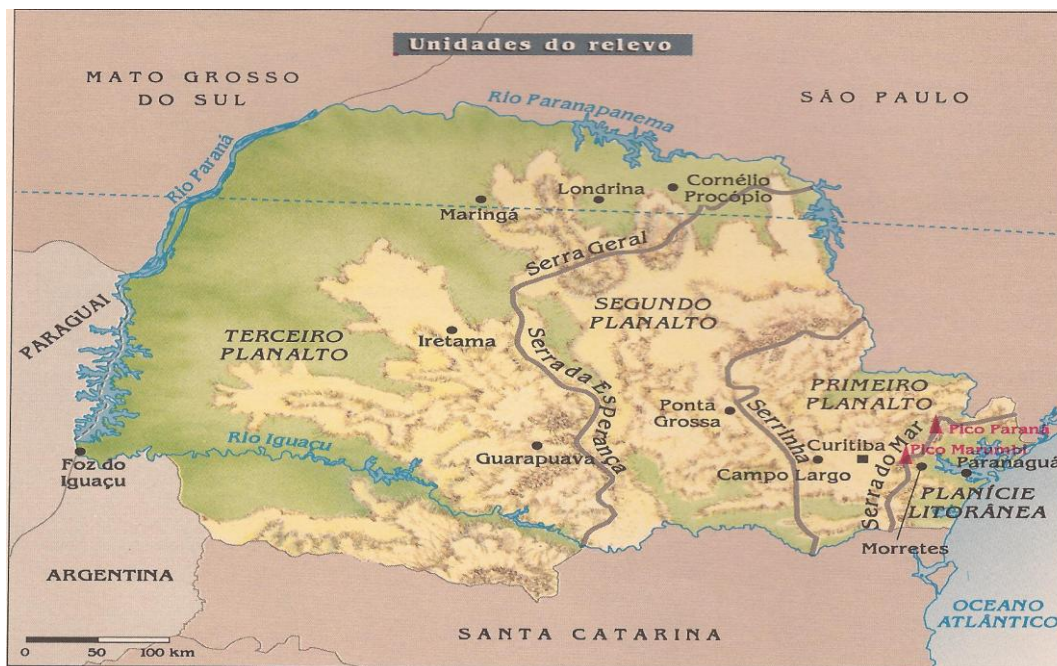 Unidades do relevo
MATO GROSSO
DO SUL
SÃO PAULO
Rio Paranapanema
Rio Paraná
Cornélio
Procópio
Londrina
Maringá
Serra Geral
SEGUNDO
PLANALTO
PARAGUAI
TERCEIRO
PLANALTO
Iretama
Serra da Esperança
PRIMEIRO
PLANALTO
Ponta
Grossa
Serrinha
Serra do Mar
Pico Paraná
Curitiba
Pico Marumbi
Paranaguá
Rio Iguaçu
Guarapuava
Campo Largo
Foz do
Iguaçu
PLANÍCIE
LITORÂNEA
Morretes
ARGENTINA
OCEANO
ATLÂNTICO
SANTA CATARINA
0 50 100 km